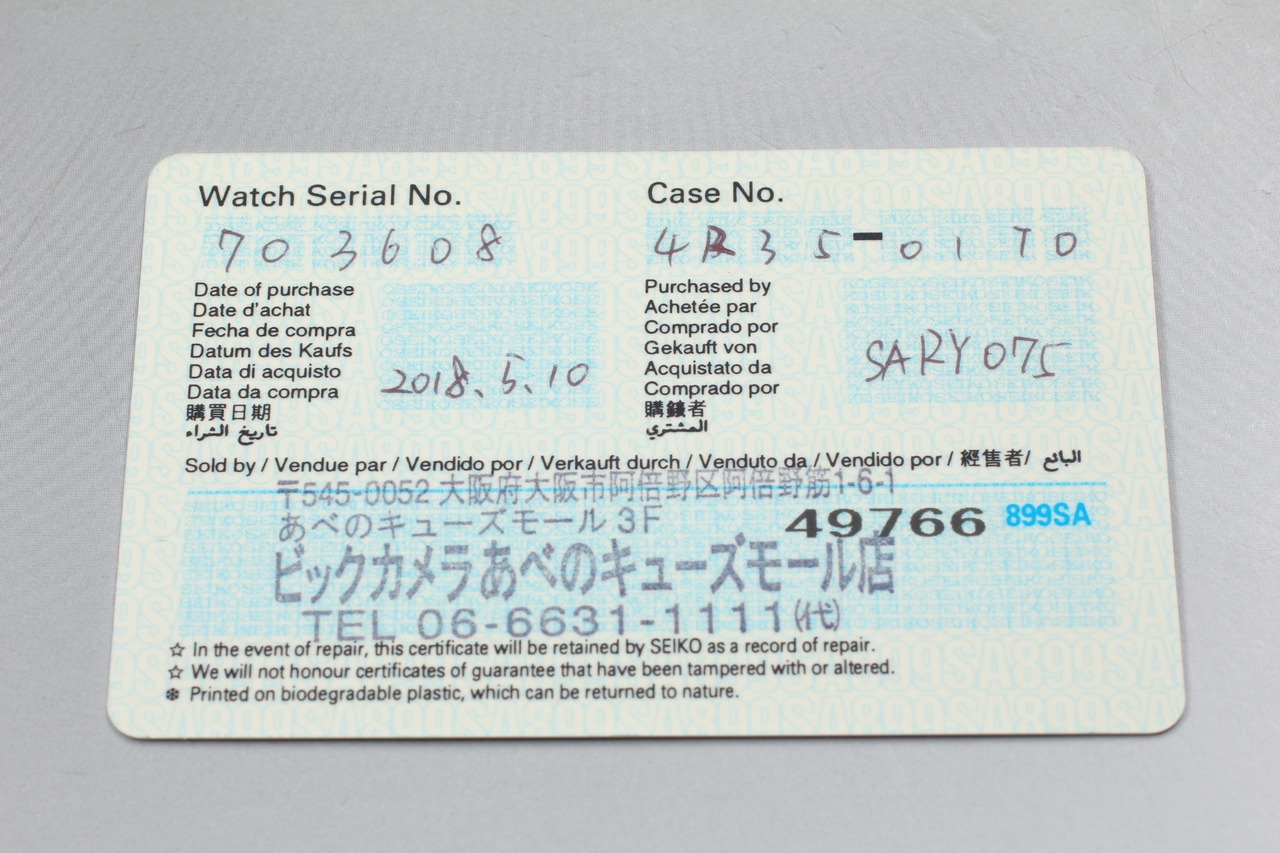 Watch Serial No.
703608
Case No.
4R35-01T0
Date of purchase
Date d'achat
Fecha de compra
Datum des Kaufs
Data di acquisto
Data da compra
購買日期
تاريخ الشراء
2018.5.10
Purchased by
Achetée par
Comprado por
Gekauft von
Acquistato da
Comprado por
購錶者
المشتري
SARY075
Sold by / Vendue par / Vendido por / Verkauft durch / Venduto da / Vendido por / 經售者/ البائع
〒545-0052 大阪府大阪市阿倍野区阿倍野筋1-6-1
あべのキューズモール3F
49766 899SA
ビックカメラあべのキューズモール店
TEL 06-6631-1111(代)
☆ In the event of repair, this certificate will be retained by SEIKO as a record of repair.
☆ We will not honour certificates of guarantee that have been tampered with or altered.
❄ Printed on biodegradable plastic, which can be returned to nature.